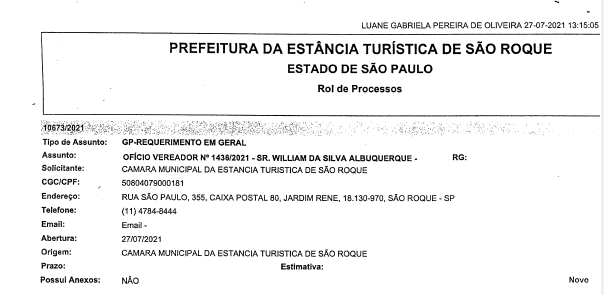 LUANE GABRIELA PEREIRA DE OLIVEIRA 27-07-2021 13:15:05
PREFEITURA DA ESTÂNCIA TURÍSTICA DE SÃO ROQUE
ESTADO DE SÃO PAULO
Rol de Processos
10673/2021
Tipo de Assunto: GP-REQUERIMENTO EM GERAL
Assunto: OFÍCIO VEREADOR Nº 1436/2021 - SR. WILLIAM DA SILVA ALBUQUERQUE - RG:
Solicitante: CAMARA MUNICIPAL DA ESTANCIA TURISTICA DE SÃO ROQUE
CGC/CPF: 50804079000181
Endereço: RUA SÃO PAULO, 355, CAIXA POSTAL 80, JARDIM RENE, 18.130-970, SÃO ROQUE - SP
Telefone: (11) 4784-8444
Email: Email -
Abertura: 27/07/2021
Origem: CAMARA MUNICIPAL DA ESTANCIA TURISTICA DE SÃO ROQUE
Prazo: Estimativa:
Possui Anexos: NÃO Novo